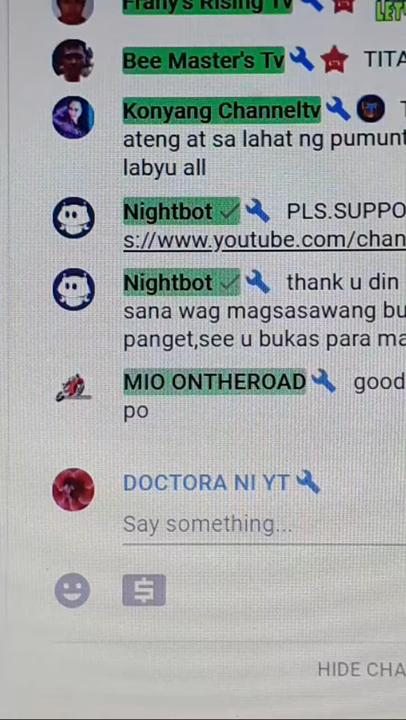 Frany's Rising Tv LET
Bee Master's Tv TITA
Konyang Channeltv
ateng at sa lahat ng pumunt
labyu all
Nightbot ✓ PLS.SUPPO
s://www.youtube.com/chan
Nightbot ✓ thank u din
sana wag magsasawang bu
panget,see u bukas para ma
MIO ONTHEROAD good
po
DOCTORA NI YT
Say something...
HIDE CHA